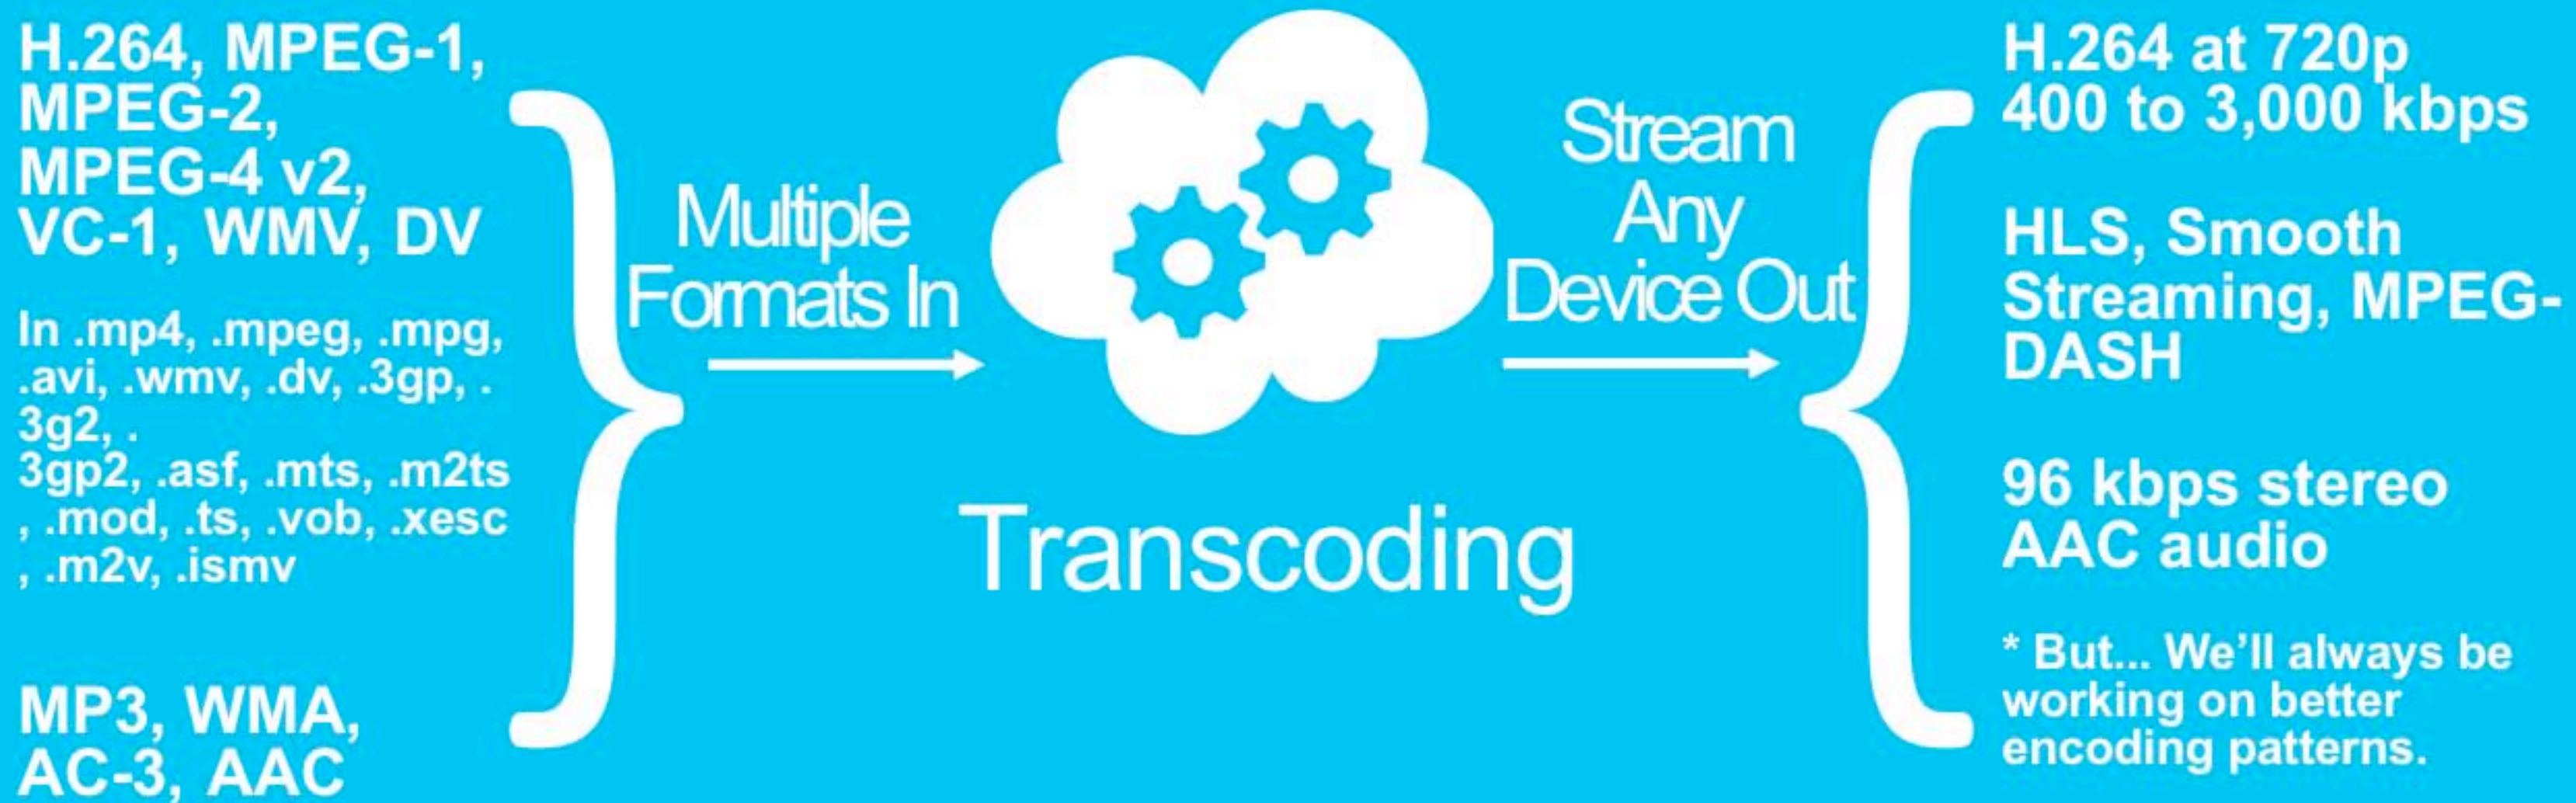 H.264, MPEG-1,
MPEG-2,
MPEG-4 v2,
VC-1, WMV, DV
In .mp4, .mpeg, .mpg,
.avi, .wmv, .dv, .3gp, .
3g2, .
3gp2, .asf, .mts, .m2ts
, .mod, .ts, .vob, .xesc
, .m2v, .ismv
MP3, WMA,
AC-3, AAC
Multiple
Formats In
Transcoding
Stream
Any
Device Out
H.264 at 720p
400 to 3,000 kbps
HLS, Smooth
Streaming, MPEG-
DASH
96 kbps stereo
AAC audio
* But... We’ll always be
working on better
encoding patterns.